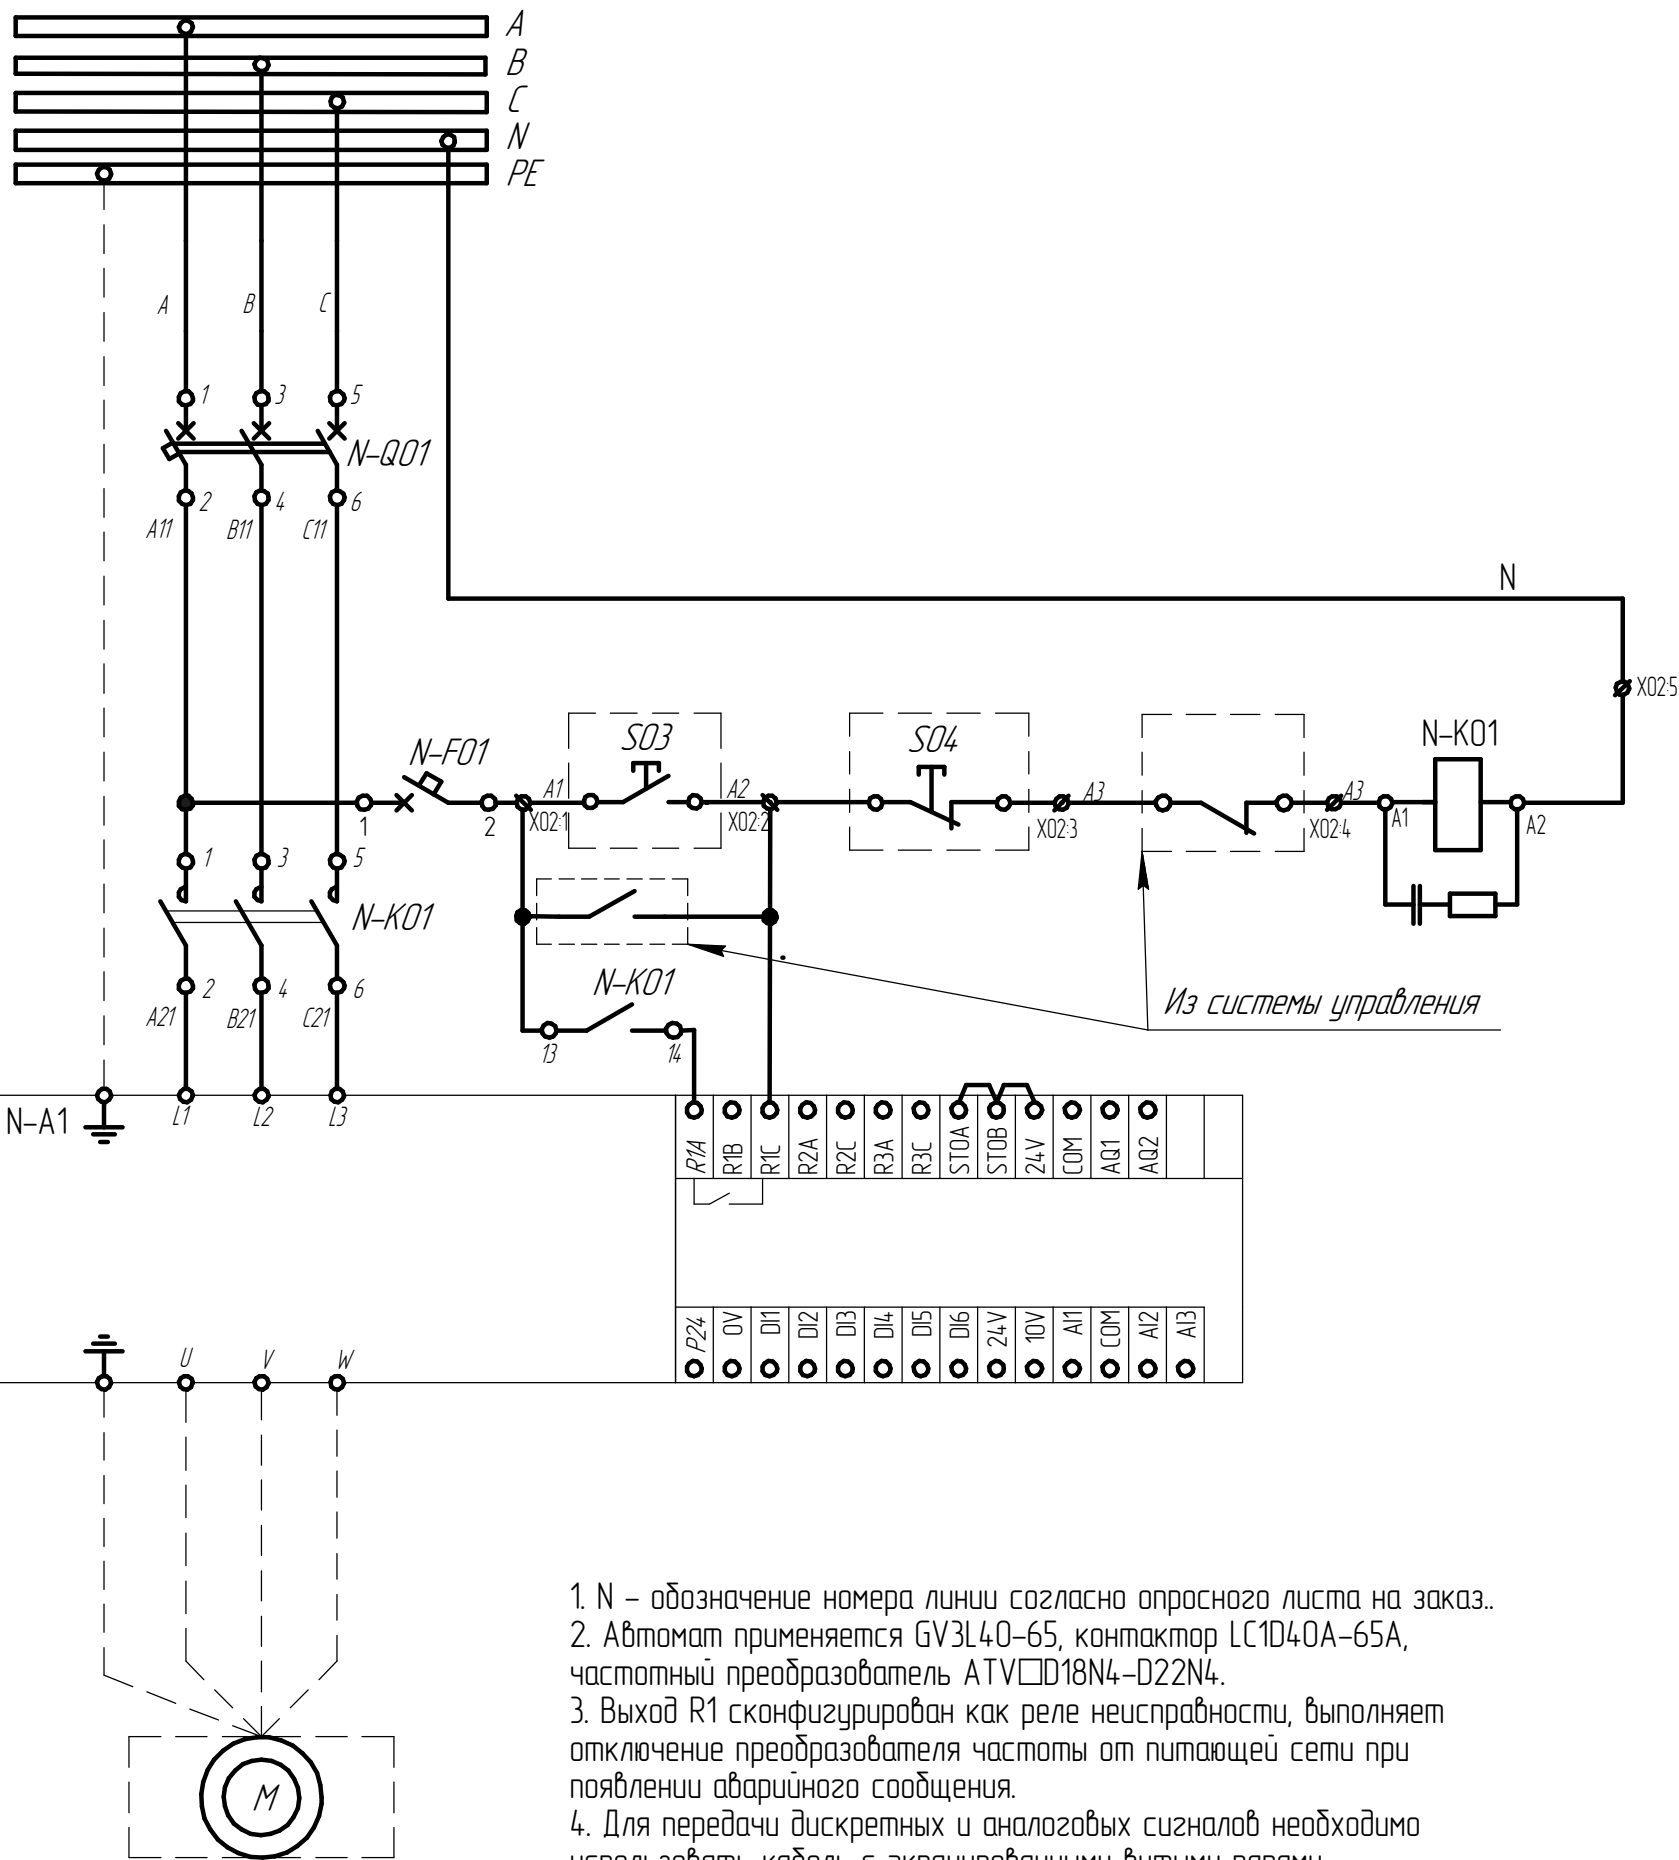 A
B
C
N
PE
A B C
1 3 5
N-Q01
2 4 6
A11 B11 C11
N
X02:5
N-F01
S03
S04
N-K01
1 2
A1 A2 A3 A3
X02:1 X02:2 X02:3 X02:4
A1 A2
1 3 5
N-K01
2 4 6
A21 B21 C21
N-K01
13 14
Из системы управления
N-A1
L1 L2 L3
R1A R1B R1C R2A R2C R3A R3C STOA STOB 24V COM AQ1 AQ2
P24 0V DI1 DI2 DI3 DI4 DI5 DI6 24V 10V AI1 COM AI2 AI3
U V W
M
1. N – обозначение номера линии согласно опросного листа на заказ..
2. Автомат применяется GV3L40-65, контактор LC1D40A-65A,
частотный преобразователь ATV□D18N4-D22N4.
3. Выход R1 сконфигурирован как реле неисправности, выполняет
отключение преобразователя частоты от питающей сети при
появлении аварийного сообщения.
4. Для передачи дискретных и аналоговых сигналов необходимо
использовать кабель с экранированными витыми парами